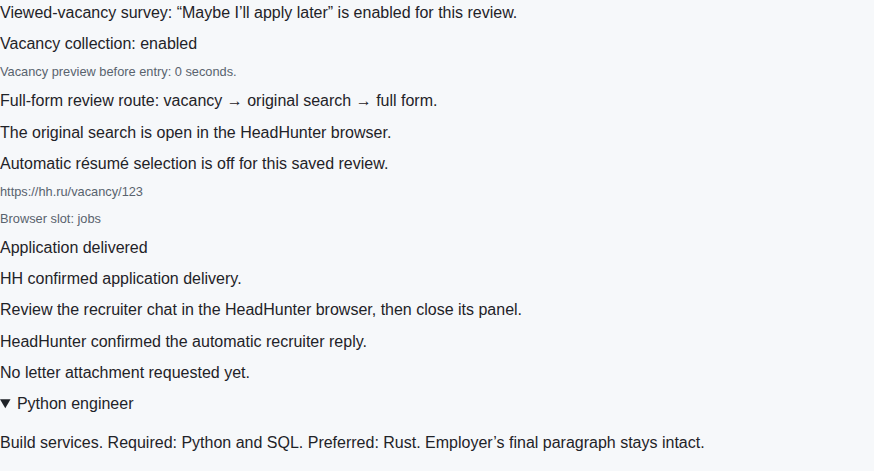 Viewed-vacancy survey: “Maybe I’ll apply later” is enabled for this review.
Vacancy collection: enabled
Vacancy preview before entry: 0 seconds.
Full-form review route: vacancy → original search → full form.
The original search is open in the HeadHunter browser.
Automatic résumé selection is off for this saved review.
https://hh.ru/vacancy/123
Browser slot: jobs
Application delivered
HH confirmed application delivery.
Review the recruiter chat in the HeadHunter browser, then close its panel.
HeadHunter confirmed the automatic recruiter reply.
No letter attachment requested yet.
▼ Python engineer
Build services. Required: Python and SQL. Preferred: Rust. Employer’s final paragraph stays intact.